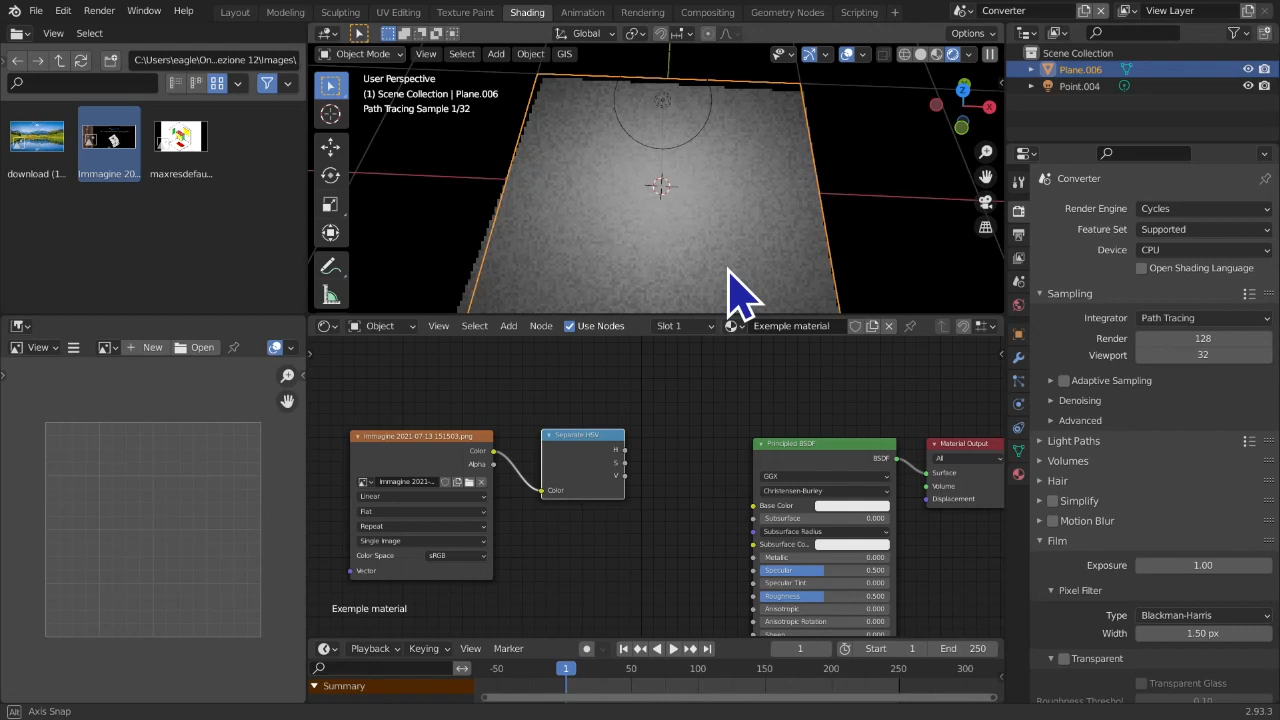 File Edit Render Window Help
Layout Modeling Sculpting UV Editing Texture Paint Shading Animation Rendering Compositing Geometry Nodes Scripting +
Converter
View Layer
View Select
C:\Users\eagle\On...ezione 12\Images\
download (1...
Immagine 20...
maxresdefau...
Global
Options
Object Mode View Select Add Object GIS
User Perspective
(1) Scene Collection | Plane.006
Path Tracing Sample 1/32
Z
X
Scene Collection
Plane.006
Point.004
Converter
Render Engine Cycles
Feature Set Supported
Device CPU
Open Shading Language
Sampling
Integrator Path Tracing
Render 128
Viewport 32
Adaptive Sampling
Denoising
Advanced
Light Paths
Volumes
Hair
Simplify
Motion Blur
Film
Exposure 1.00
Pixel Filter
Type Blackman-Harris
Width 1.50 px
Transparent
Transparent Glass
Roughness Threshol. 0.10
View
New
Open
Object View Select Add Node Use Nodes Slot 1 Exemple material
Immagine 2021-07-13 151503.png
Color
Alpha
Immagine 2021-...
Linear
Flat
Repeat
Single Image
Color Space sRGB
Vector
Separate HSV
H
S
V
Color
Principled BSDF
BSDF
GGX
Christensen-Burley
Base Color
Subsurface 0.000
Subsurface Radius
Subsurface Co...
Metallic 0.000
Specular 0.500
Specular Tint 0.000
Roughness 0.500
Anisotropic 0.000
Anisotropic Rotation 0.000
Sheen
Material Output
All
Surface
Volume
Displacement
Exemple material
Playback Keying View Marker
1
Start 1
End 250
-50 1 50 100 150 200 250 300
Summary
Alt Axis Snap
2.93.3